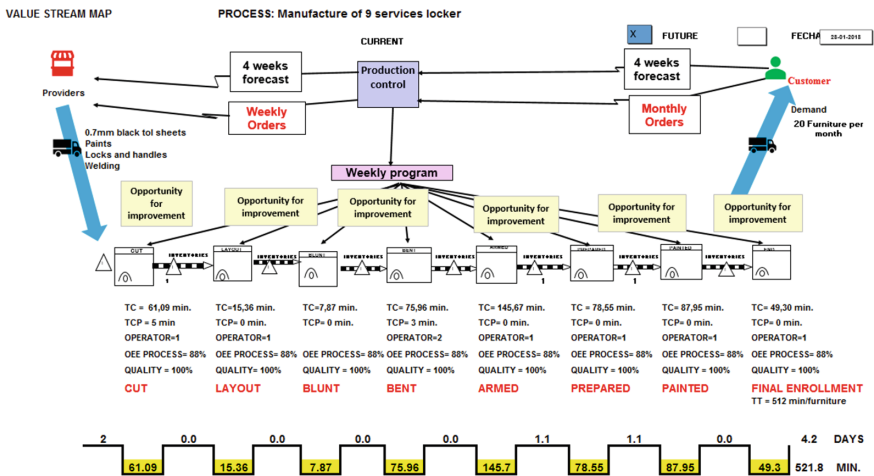 VALUE STREAM MAP
PROCESS: Manufacture of 9 services locker
CURRENT
X
FUTURE
FECHA
25-01-2015
4 weeks
forecast
Production
control
4 weeks
forecast
Customer
Providers
Weekly
Orders
Monthly
Orders
Demand
20 Furniture per
month
0.7mm black tol sheets
Paints
Locks and handles
Welding
Weekly program
Opportunity
for
improvement
Opportunity for
improvement
Opportunity for
improvement
Opportunity for
improvement
Opportunity for
improvement
Opportunity for
improvement
CUT
INVENTORIES
1
LAYOUT
INVENTORIES
1
BLUNT
INVENTORIES
BENT
INVENTORIES
ARMED
INVENTORIES
1
PREPARED
INVENTORIES
1
PAINTED
INVENTORIES
TC = 61,09 min.
TCP = 5 min
OPERATOR=1
OEE PROCESS= 88%
QUALITY = 100%
CUT
TC=15,36 min.
TCP= 0 min.
OPERATOR=1
OEE PROCESS= 88%
QUALITY= 100%
LAYOUT
TC=7,87 min.
TCP= 0 min.
OEE PROCESS= 88%
QUALITY = 100%
BLUNT
TC= 75,96 min.
TCP= 3 min.
OPERATOR=2
OEE PROCESS= 88%
QUALITY = 100%
BENT
TC= 145,67 min.
TCP= 0 min.
OPERATOR=1
OEE PROCESS= 88%
QUALITY = 100%
ARMED
TC= 78,55 min.
TCP= 0 min.
OPERATOR=1
OEE PROCESS= 88%
QUALITY = 100%
PREPARED
TC= 87,95 min.
TCP= 0 min.
OPERATOR=1
OEE PROCESS= 88%
QUALITY = 100%
PAINTED
TC= 49,30 min.
TCP= 0 min.
OPERATOR=1
OEE PROCESS= 88%
QUALITY = 100%
FINAL ENROLLMENT
TT = 512 min/furniture
2 0.0 0.0 0.0 0.0 1.1 1.1 0.0 4.2 DAYS
61.09 15.36 7.87 75.96 145.7 78.55 87.95 49.3 521.8 MIN.